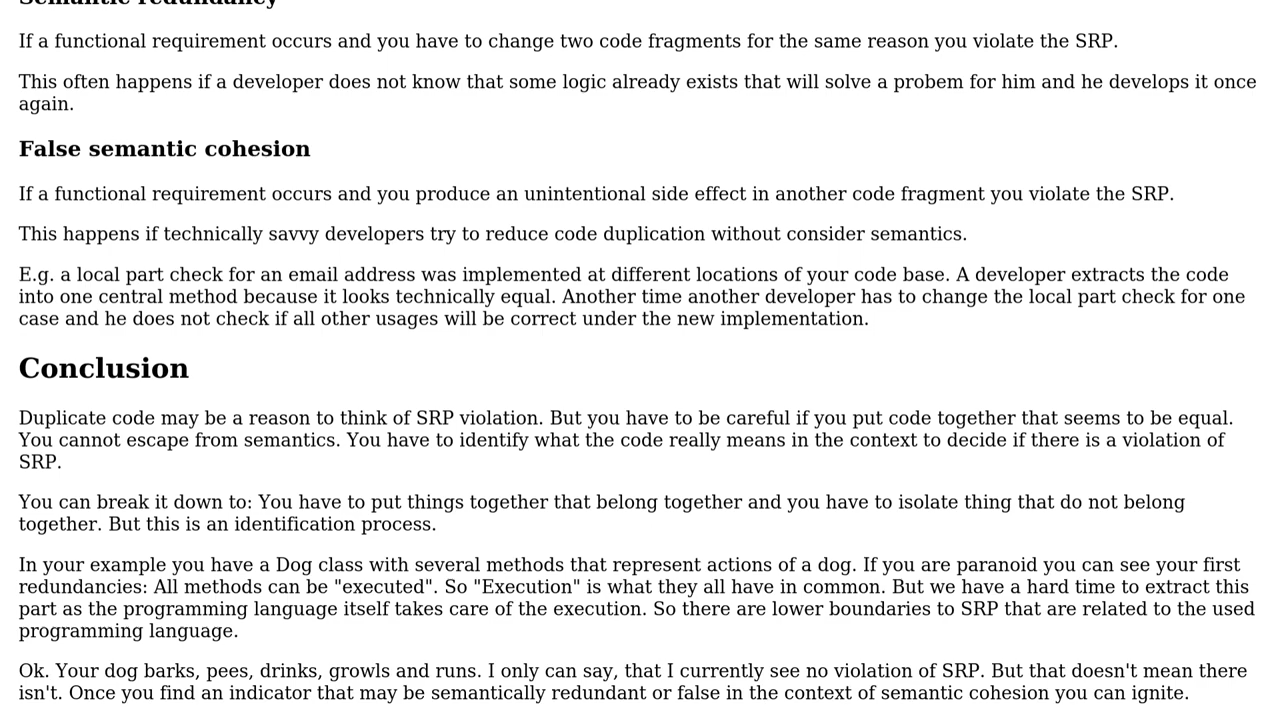 Semantic redundancy
If a functional requirement occurs and you have to change two code fragments for the same reason you violate the SRP.
This often happens if a developer does not know that some logic already exists that will solve a probem for him and he develops it once
again.
False semantic cohesion
If a functional requirement occurs and you produce an unintentional side effect in another code fragment you violate the SRP.
This happens if technically savvy developers try to reduce code duplication without consider semantics.
E.g. a local part check for an email address was implemented at different locations of your code base. A developer extracts the code
into one central method because it looks technically equal. Another time another developer has to change the local part check for one
case and he does not check if all other usages will be correct under the new implementation.
Conclusion
Duplicate code may be a reason to think of SRP violation. But you have to be careful if you put code together that seems to be equal.
You cannot escape from semantics. You have to identify what the code really means in the context to decide if there is a violation of
SRP.
You can break it down to: You have to put things together that belong together and you have to isolate thing that do not belong
together. But this is an identification process.
In your example you have a Dog class with several methods that represent actions of a dog. If you are paranoid you can see your first
redundancies: All methods can be "executed". So "Execution" is what they all have in common. But we have a hard time to extract this
part as the programming language itself takes care of the execution. So there are lower boundaries to SRP that are related to the used
programming language.
Ok. Your dog barks, pees, drinks, growls and runs. I only can say, that I currently see no violation of SRP. But that doesn't mean there
isn't. Once you find an indicator that may be semantically redundant or false in the context of semantic cohesion you can ignite.